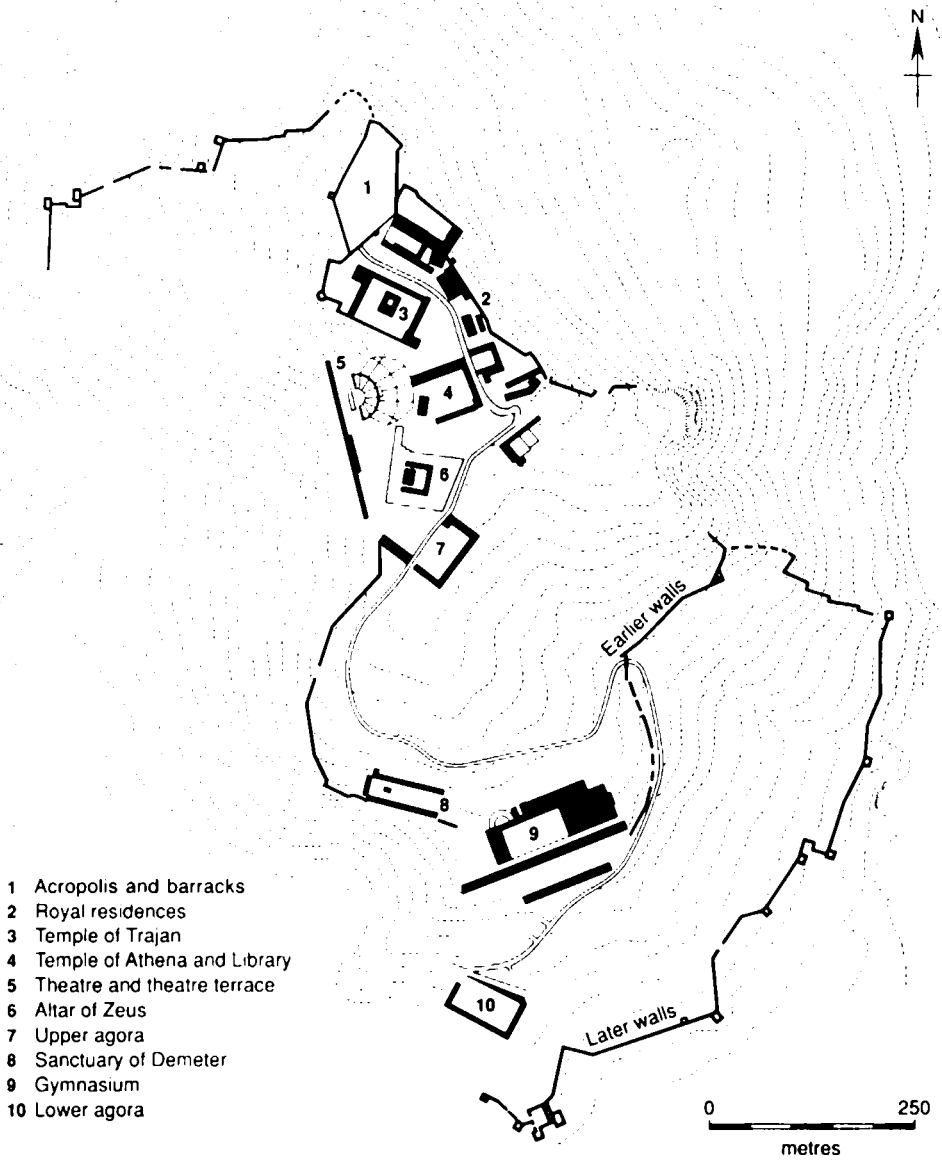 N
1
2
3
5
4
6
7
Earlier walls
8
9
10
Later walls
1 Acropolis and barracks
2 Royal residences
3 Temple of Trajan
4 Temple of Athena and Library
5 Theatre and theatre terrace
6 Altar of Zeus
7 Upper agora
8 Sanctuary of Demeter
9 Gymnasium
10 Lower agora
0 250
metres